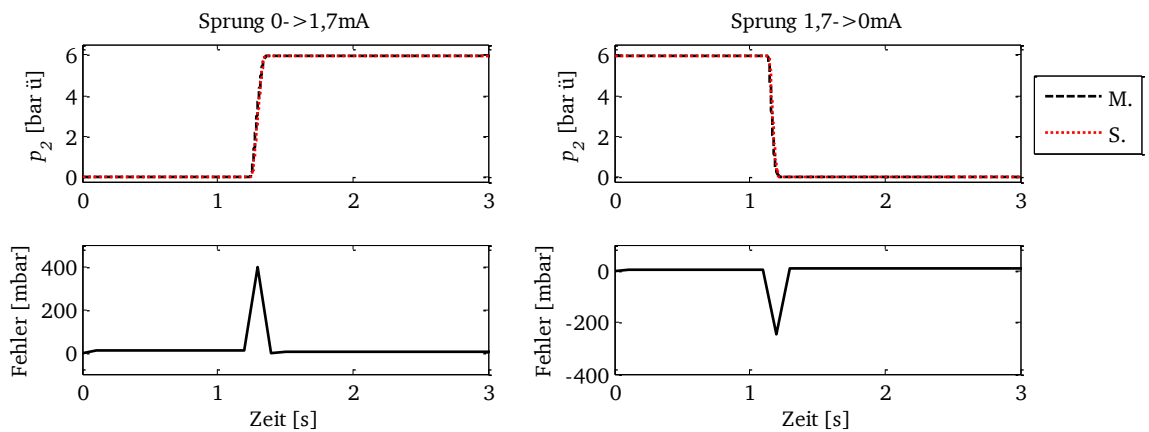 Sprung 0->1,7mA
p2 [bar ü]
6
4
2
0
0 1 2 3
Sprung 1,7->0mA
p2 [bar ü]
6
4
2
0
0 1 2 3
M.
S.
Fehler [mbar]
400
200
0
0 1 2 3
Zeit [s]
Fehler [mbar]
0
-200
-400
0 1 2 3
Zeit [s]